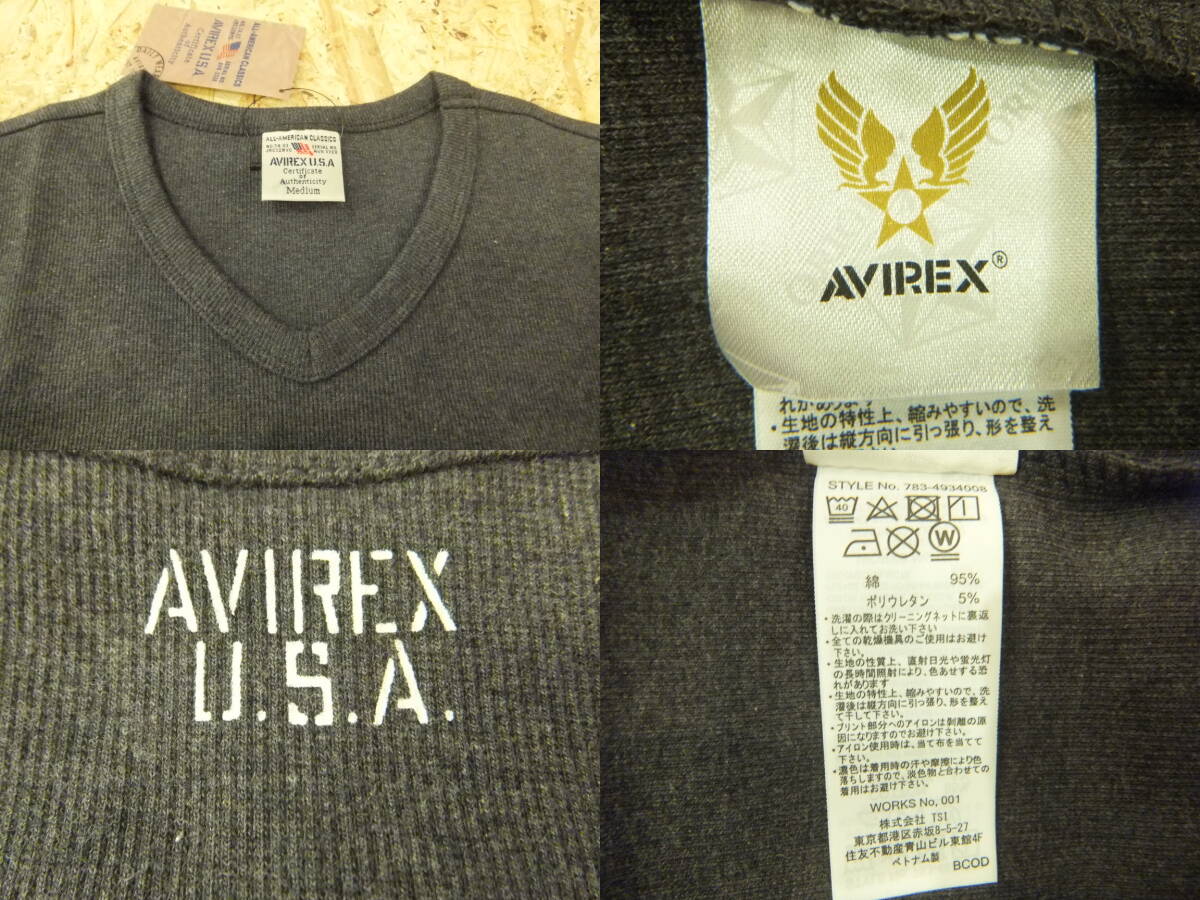 ALL-AMERICAN CLASSICS
AVIREX U.S.A
Certificate
of
Authenticity
ALL-AMERICAN CLASSICS
AVIREX U.S.A
Certificate
of
Authenticity
Medium
AVIREX®
れがあります
・生地の特性上、縮みやすいので、洗
濯後は縦方向に引っ張り、形を整え
AVIREX
U.S.A.
STYLE No, 783-4934008
40
W
綿 95%
ポリウレタン 5%
・洗濯の際はクリーニングネットに裏返
しに入れてお洗い下さい
・全ての乾燥機具のご使用はお避け
下さい。
・生地の性質上、直射日光や蛍光灯
の長時間照射により、色あせする恐
れがあります
・生地の特性上、縮みやすいので、洗
濯後は縦方向に引っ張り、形を整え
て干して下さい。
・プリント部分へのアイロンは剥離の原
因になりますのでお避け下さい。
・アイロン使用時は、当て布を当てて
下さい。
・濃色は着用時の汗や摩擦により色
落ちしますので、淡色物と合わせての
着用はお避け下さい。
WORKS No, 001
株式会社 TSI
東京都港区赤坂8-5-27
住友不動産青山ビル東館4F
ベトナム製 BCOD